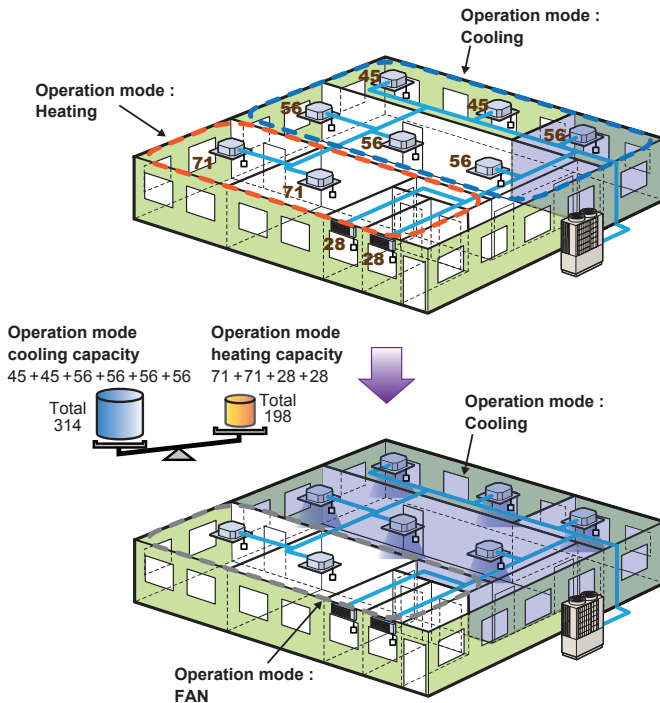 Operation mode :
Cooling
Operation mode :
Heating
45
45
56
56
56
56
71
71
28
28
Operation mode
cooling capacity
45+45+56+56+56+56
Total
314
Operation mode
heating capacity
71+71+28+28
Total
198
Operation mode :
Cooling
Operation mode :
FAN